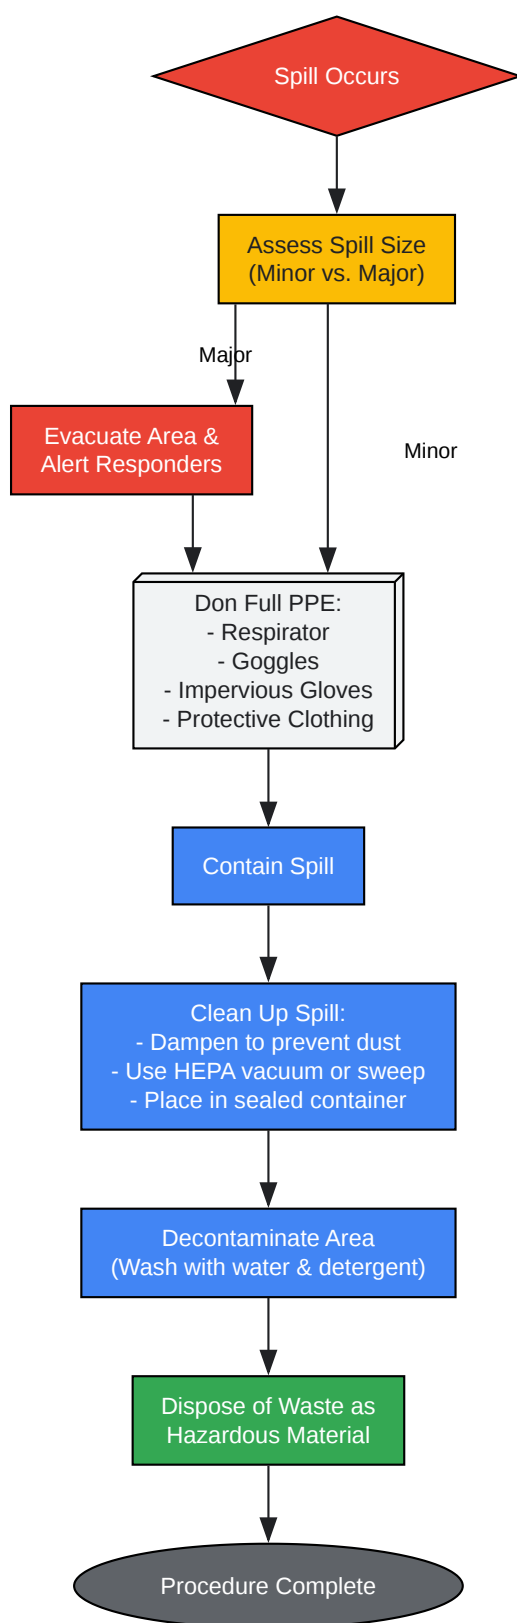 Spill Occurs
Assess Spill Size
(Minor vs. Major)
Major
Evacuate Area &
Alert Responders
Minor
Don Full PPE:
- Respirator
- Goggles
- Impervious Gloves
- Protective Clothing
Contain Spill
Clean Up Spill:
- Dampen to prevent dust
- Use HEPA vacuum or sweep
- Place in sealed container
Decontaminate Area
(Wash with water & detergent)
Dispose of Waste as
Hazardous Material
Procedure Complete